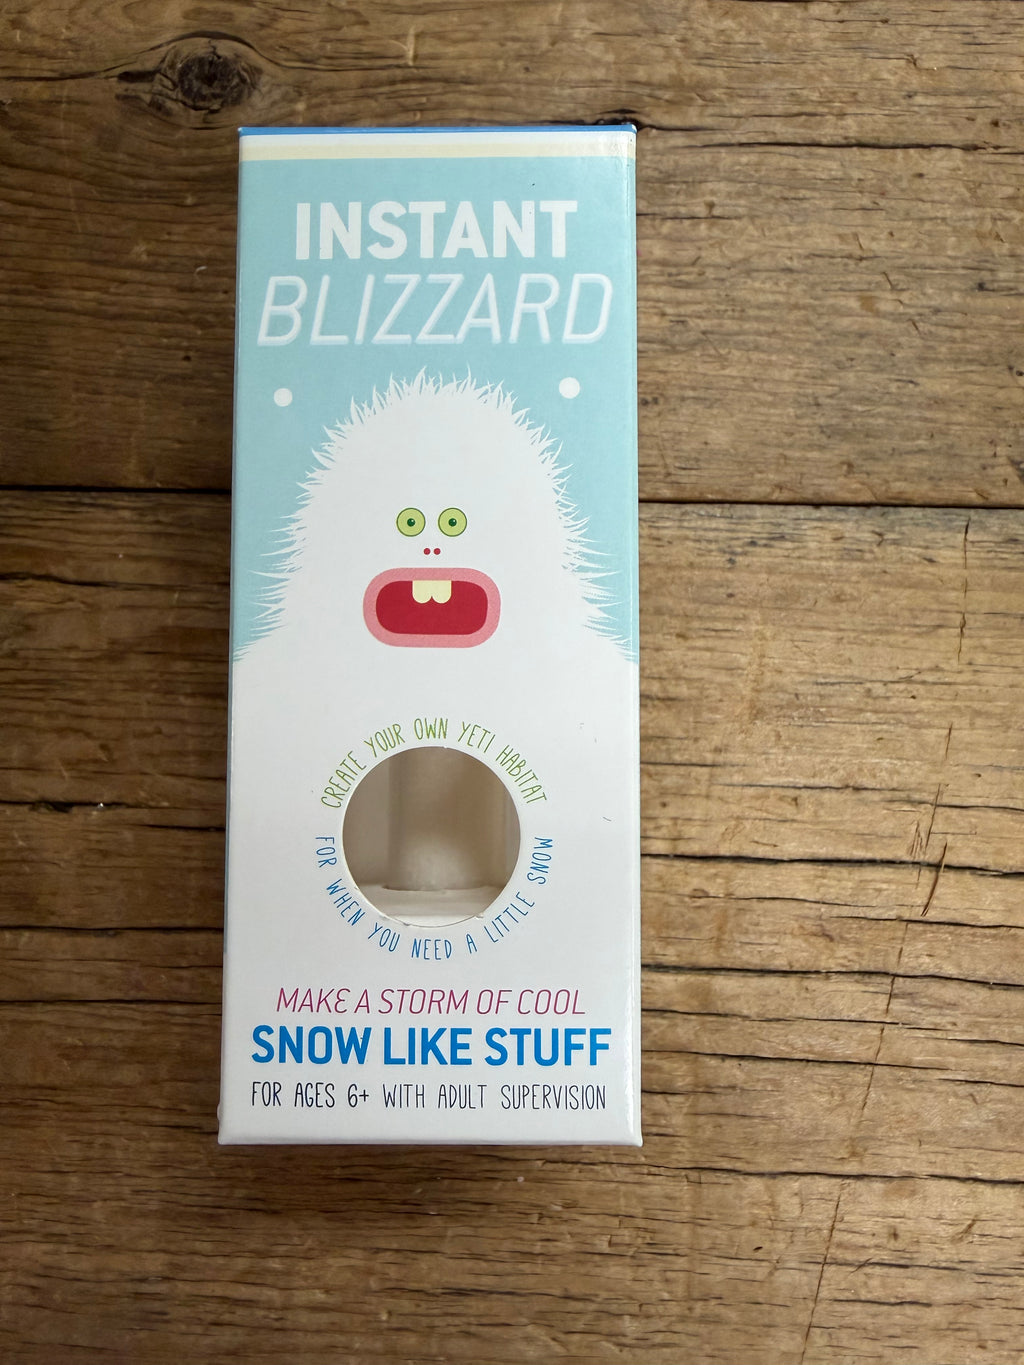 INSTANT
BLIZZARD
CREATE YOUR OWN YETI HABITAT
FOR WHEN YOU NEED A LITTLE SNOW
MAKE A STORM OF COOL
SNOW LIKE STUFF
FOR AGES 6+ WITH ADULT SUPERVISION